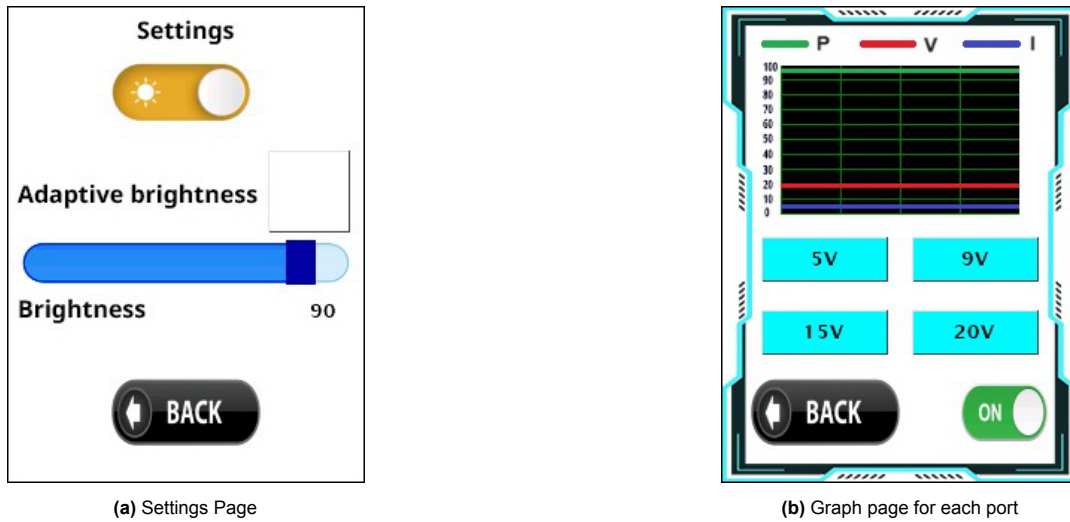 Settings
Adaptive brightness
Brightness 90
BACK
(a) Settings Page
P V I
100
90
80
70
60
50
40
30
20
10
0
5V 9V
15V 20V
BACK ON
(b) Graph page for each port